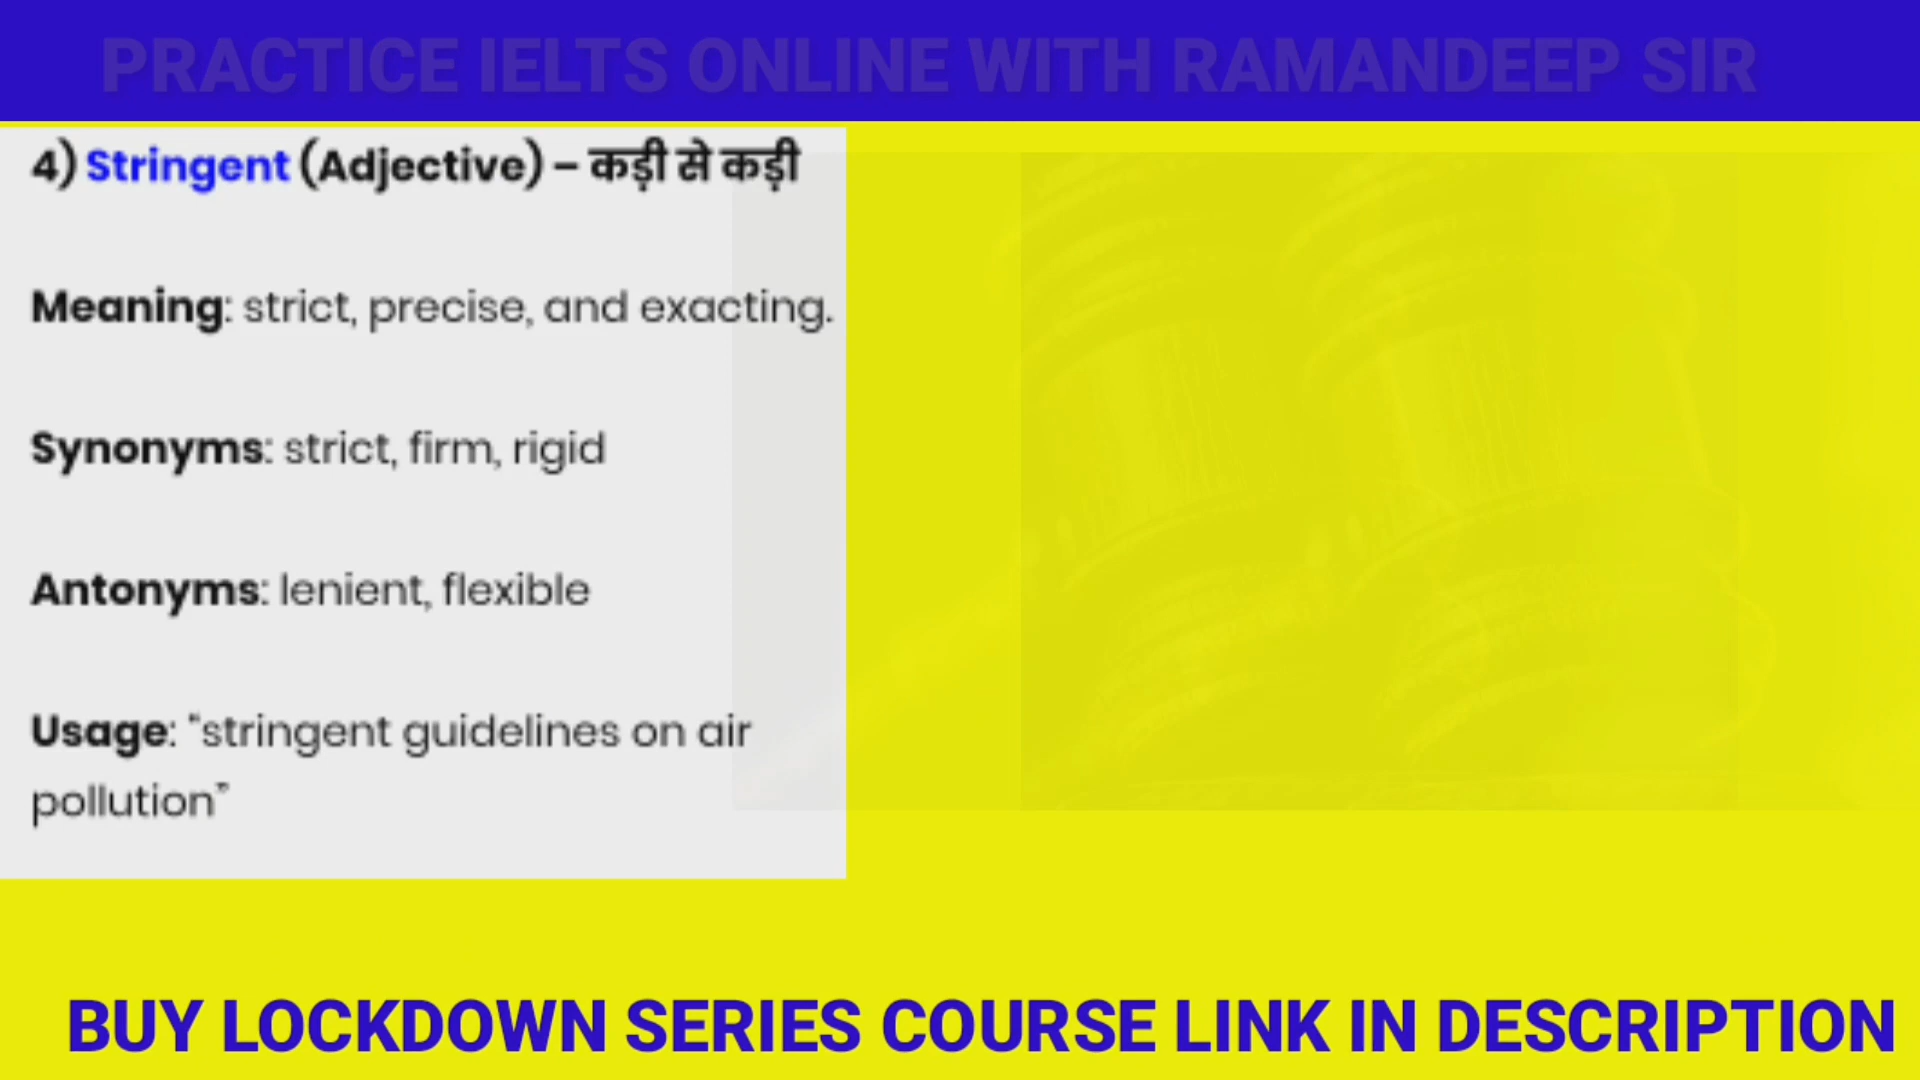 PRACTICE IELTS ONLINE WITH RAMANDEEP SIR
4) Stringent (Adjective) – कड़ी से कड़ी
Meaning: strict, precise, and exacting.
Synonyms: strict, firm, rigid
Antonyms: lenient, flexible
Usage: “stringent guidelines on air
pollution”
BUY LOCKDOWN SERIES COURSE LINK IN DESCRIPTION